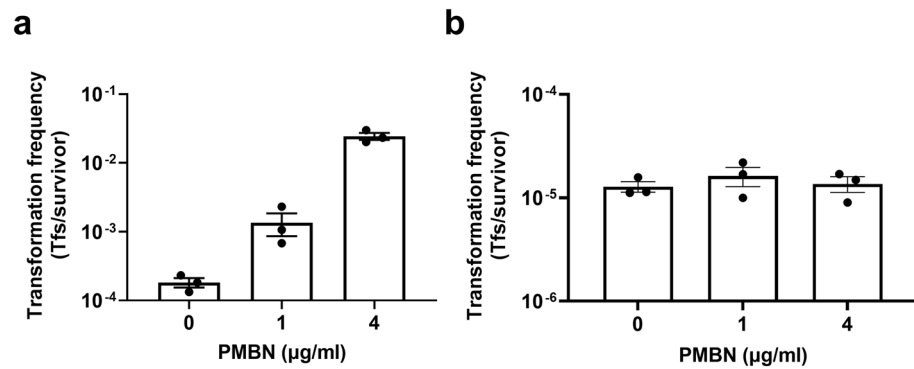 a
Transformation frequency
(Tfs/survivor)
10-1
10-2
10-3
10-4
0 1 4
PMBN (µg/ml)
b
Transformation frequency
(Tfs/survivor)
10-4
10-5
10-6
0 1 4
PMBN (µg/ml)